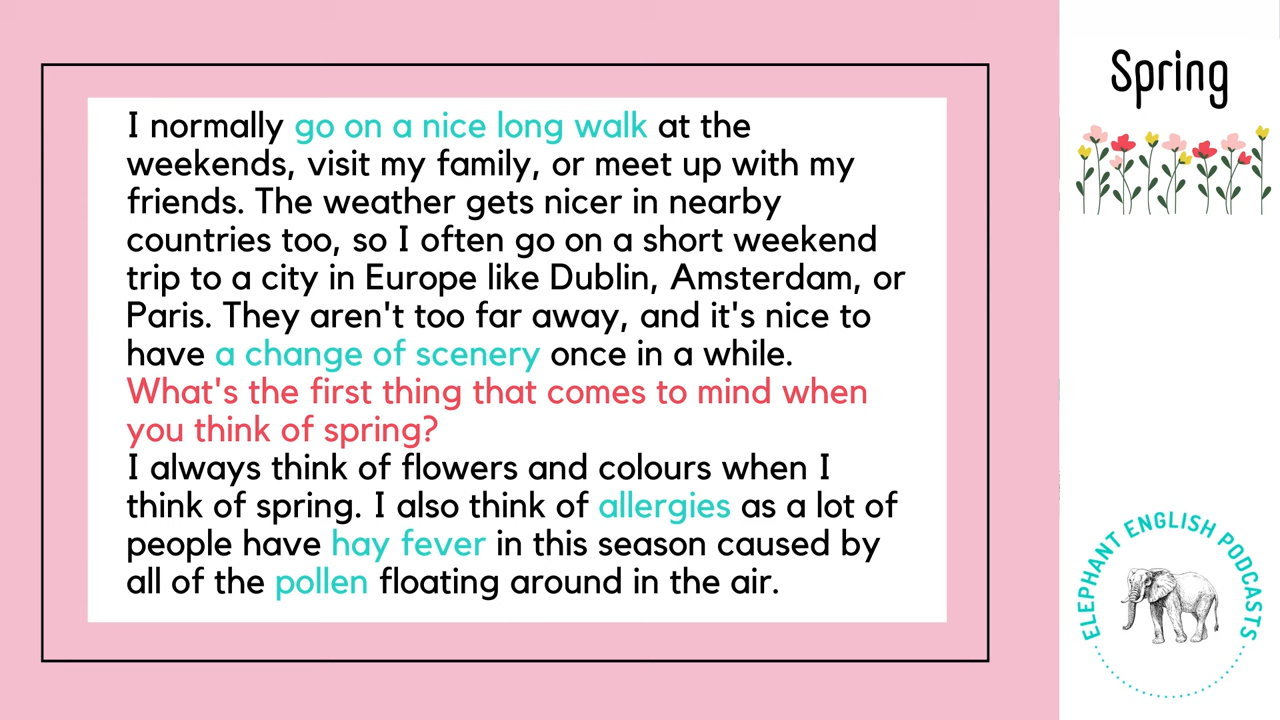 Spring
I normally go on a nice long walk at the
weekends, visit my family, or meet up with my
friends. The weather gets nicer in nearby
countries too, so I often go on a short weekend
trip to a city in Europe like Dublin, Amsterdam, or
Paris. They aren't too far away, and it's nice to
have a change of scenery once in a while.
What's the first thing that comes to mind when
you think of spring?
I always think of flowers and colours when I
think of spring. I also think of allergies as a lot of
people have hay fever in this season caused by
all of the pollen floating around in the air.
ELEPHANT ENGLISH PODCASTS